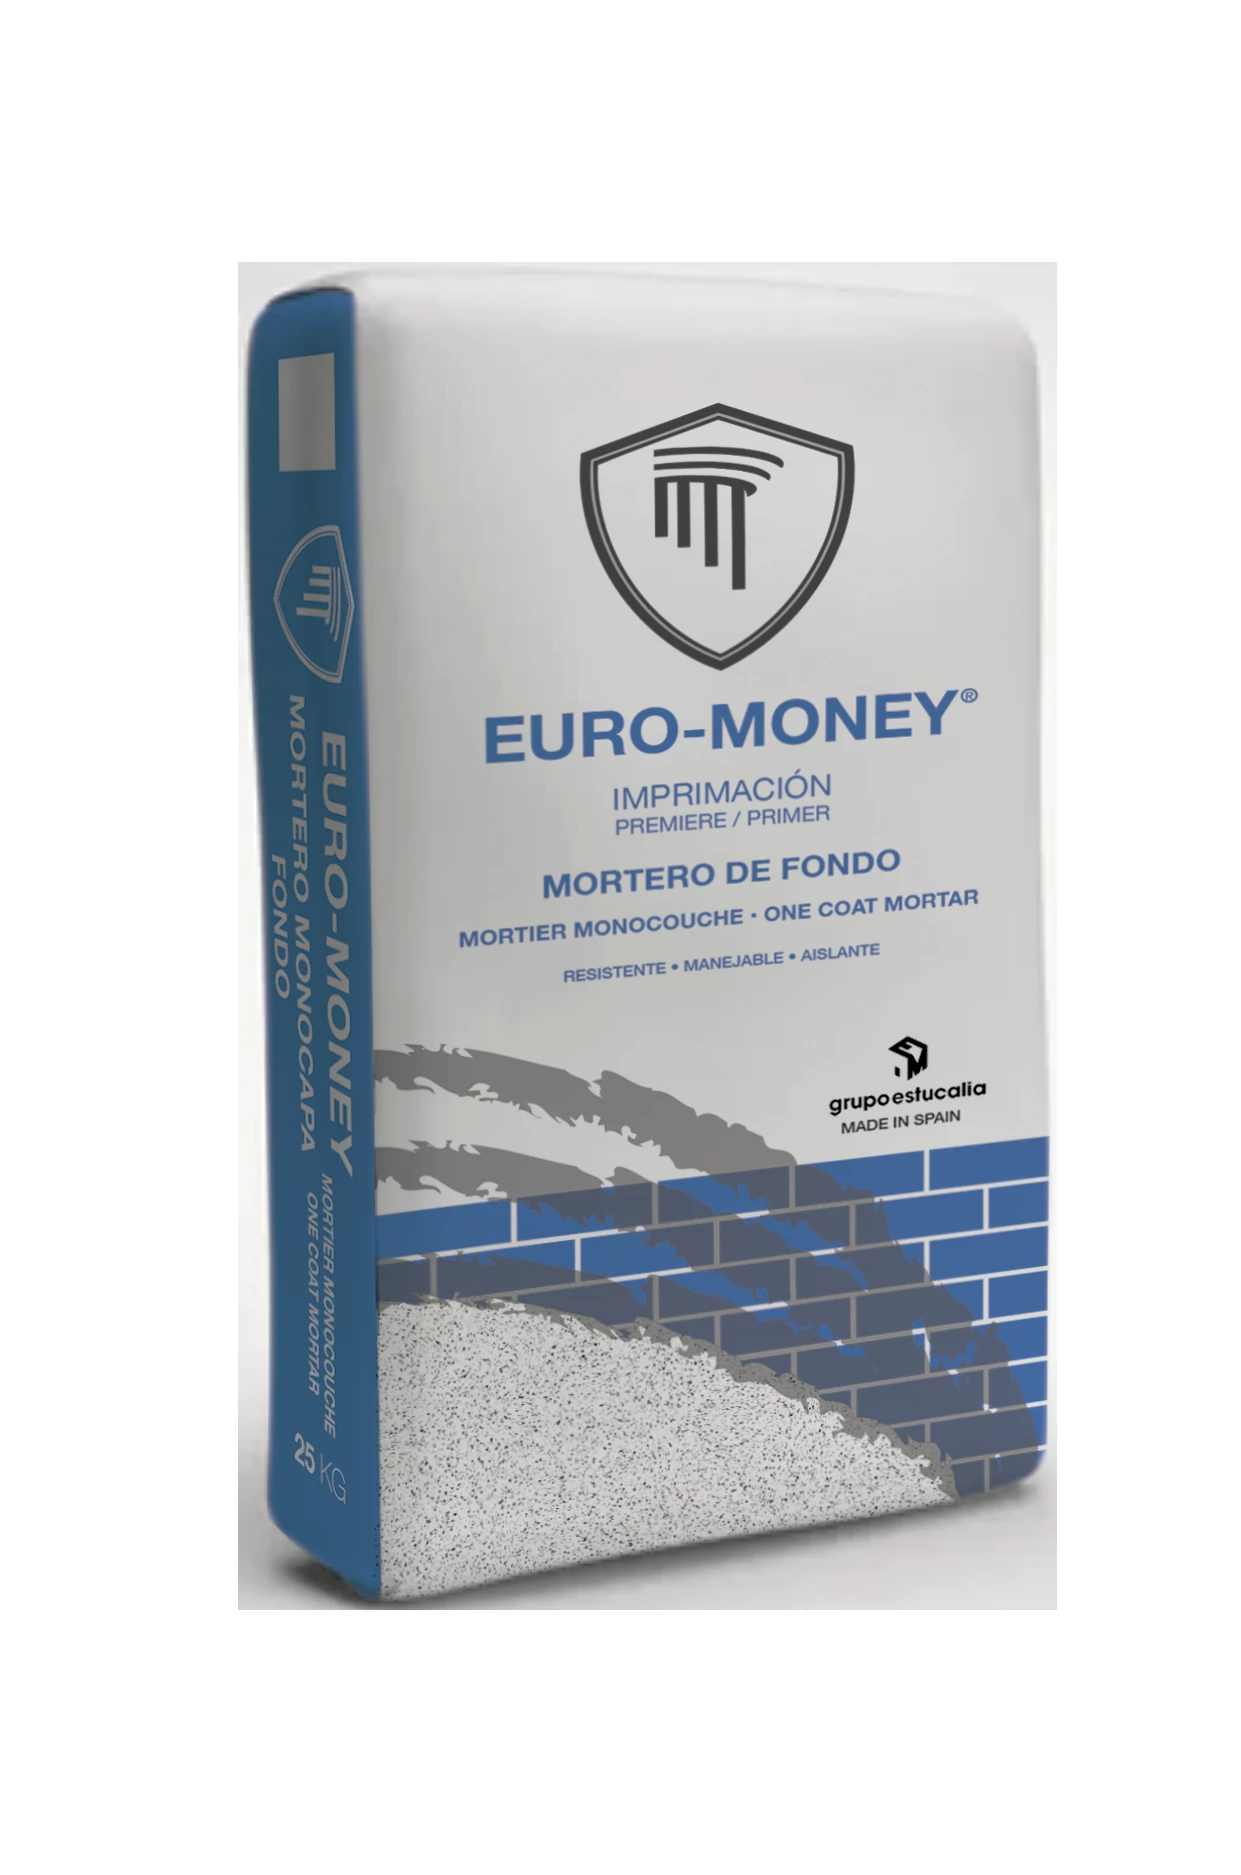 EURO-MONEY®
IMPRIMACIÓN
PREMIERE / PRIMER
MORTERO DE FONDO
MORTIER MONOCOUCHE · ONE COAT MORTAR
RESISTENTE • MANEJABLE • AISLANTE
EM
grupoestucalia
MADE IN SPAIN
EURO-MONEY
MORTERO MONOCAPA
FONDO
MORTIER MONOCOUCHE
ONE COAT MORTAR
25 KG